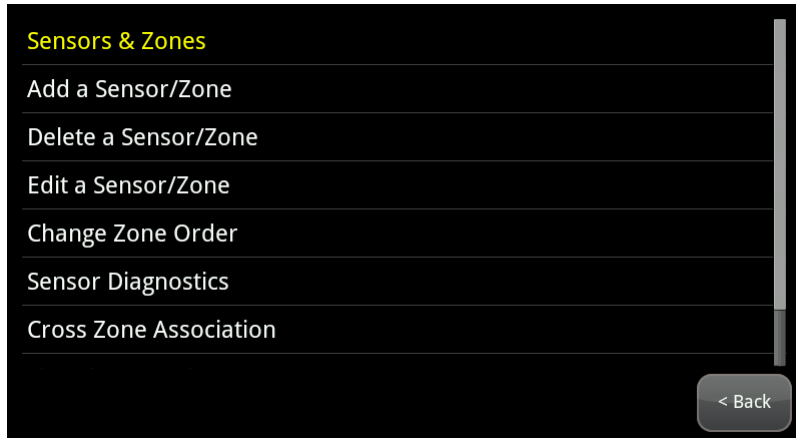 Sensors & Zones
Add a Sensor/Zone
Delete a Sensor/Zone
Edit a Sensor/Zone
Change Zone Order
Sensor Diagnostics
Cross Zone Association
< Back